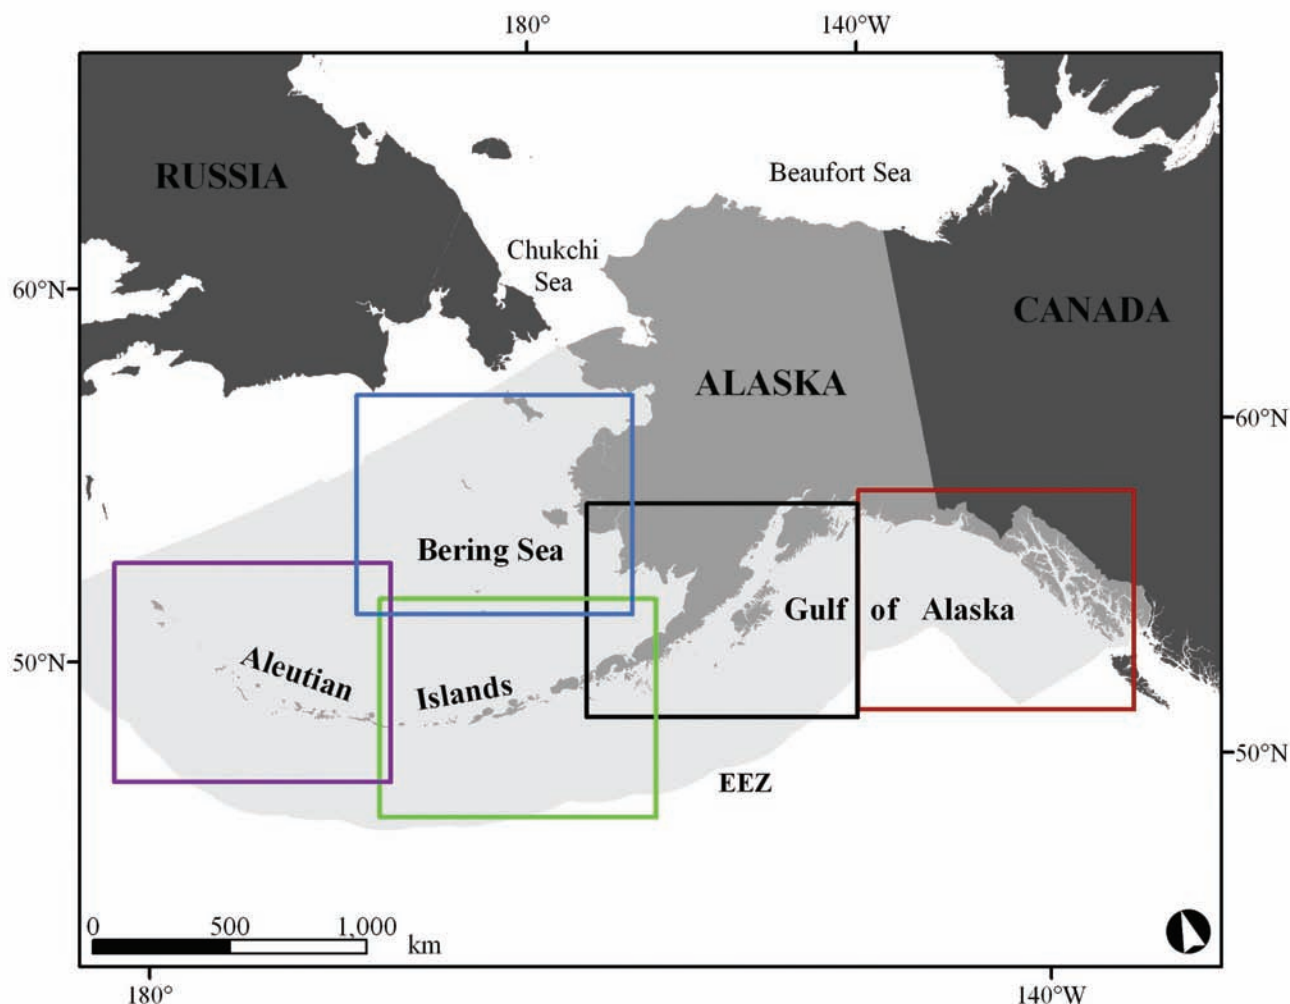 180°
140°W
Beaufort Sea
RUSSIA
Chukchi
Sea
60°N
CANADA
ALASKA
60°N
Bering Sea
Gulf of Alaska
Aleutian
Islands
50°N
50°N
EEZ
0 500 1,000
km
180°
140°W